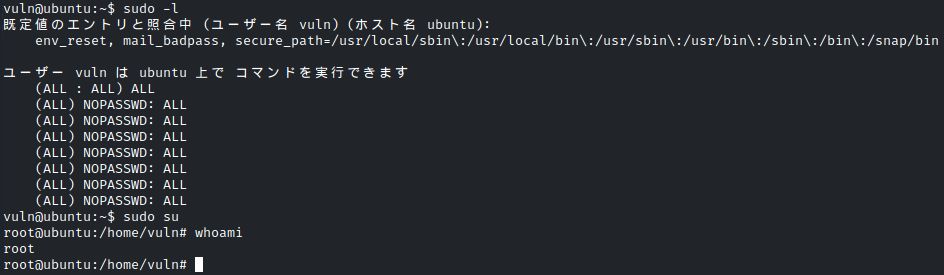 vuln@ubuntu:~$ sudo -l
既定値のエントリと照合中 (ユーザー名 vuln) (ホスト名 ubuntu):
    env_reset, mail_badpass, secure_path=/usr/local/sbin\:/usr/local/bin\:/usr/sbin\:/usr/bin\:/sbin\:/bin\:/snap/bin

ユーザー vuln は ubuntu 上で コマンドを実行できます
    (ALL : ALL) ALL
    (ALL) NOPASSWD: ALL
    (ALL) NOPASSWD: ALL
    (ALL) NOPASSWD: ALL
    (ALL) NOPASSWD: ALL
    (ALL) NOPASSWD: ALL
    (ALL) NOPASSWD: ALL
    (ALL) NOPASSWD: ALL
vuln@ubuntu:~$ sudo su
root@ubuntu:/home/vuln# whoami
root
root@ubuntu:/home/vuln#